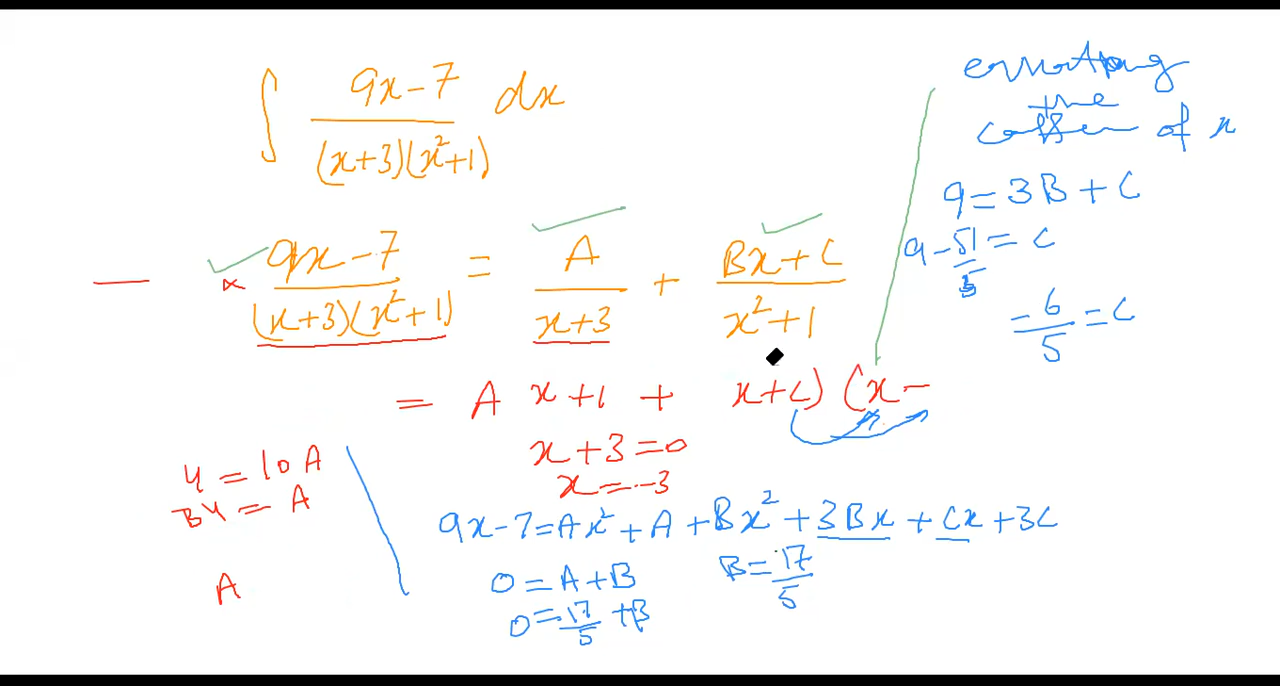 ∫ (9x-7)/((x+3)(x²+1)) dx
(9x-7)/((x+3)(x²+1)) = A/(x+3) + (Bx+C)/(x²+1)
= A x+1 + x+C) (x-
x+3=0
x=-3
4 = 10A
= A
A
9x-7=Ax²+A+Bx²+3Bx+Cx+3C
0=A+B
B=17/5
0=-17/5+B
the
of x
9=3B+C
9-51/5=C
-6/5=C